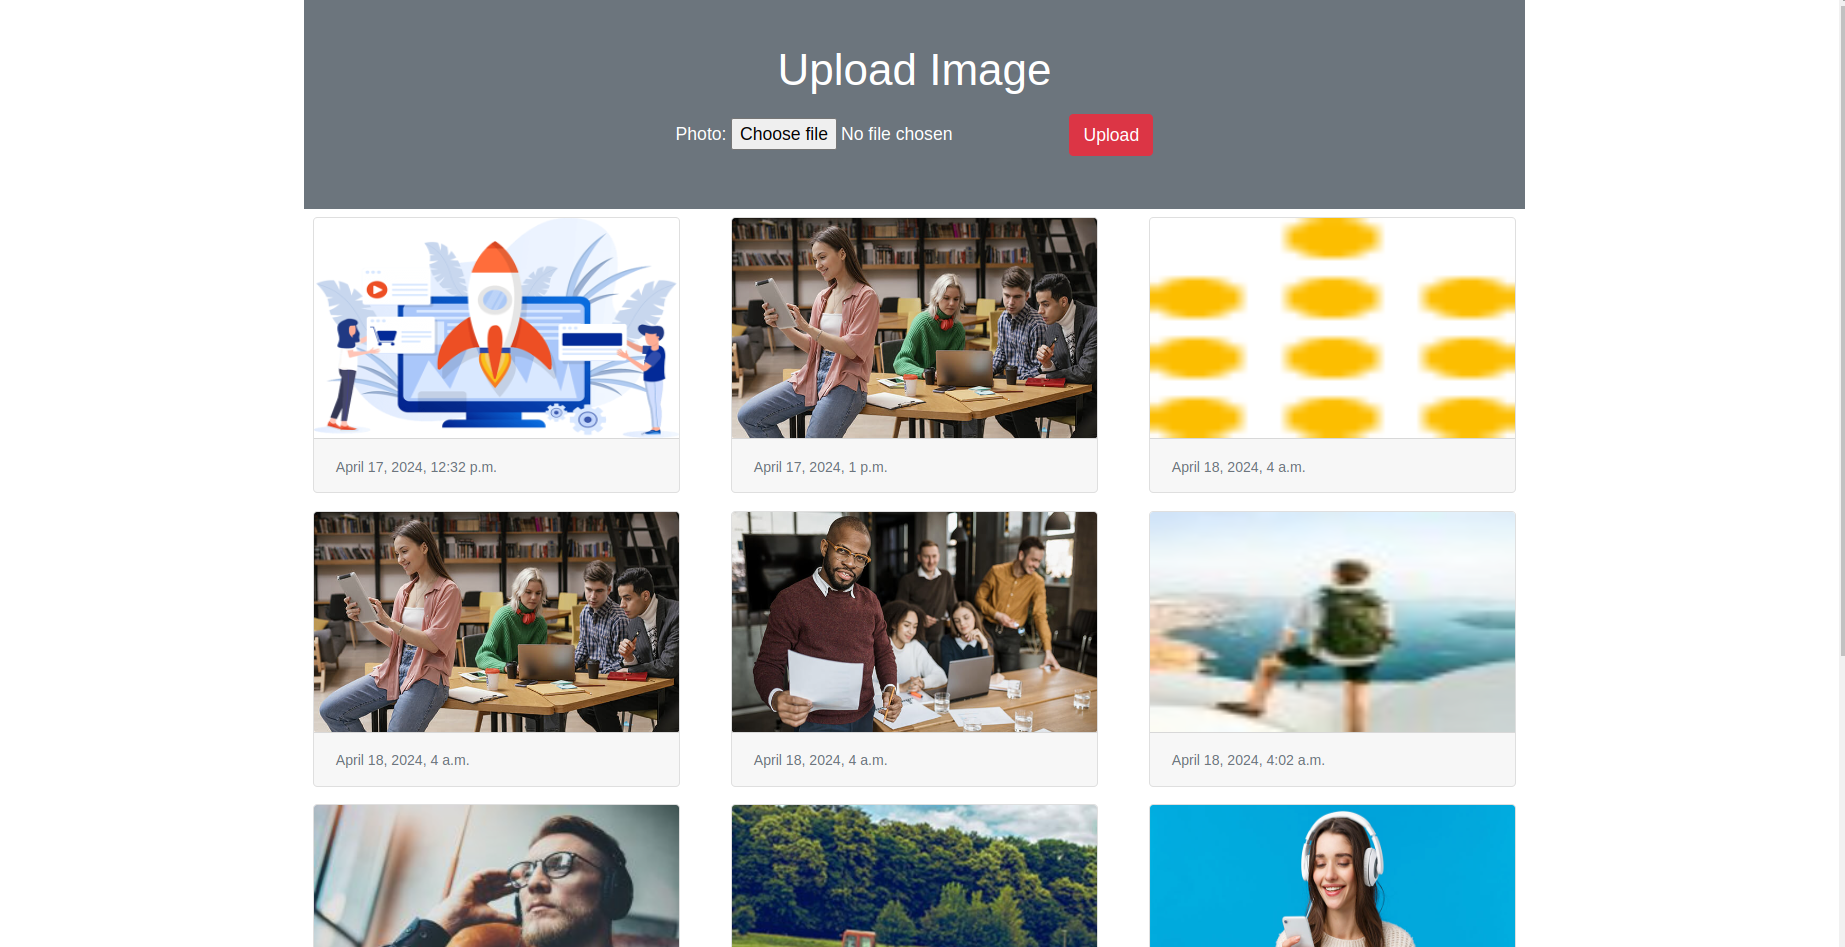 Upload Image
Photo: Choose file No file chosen Upload
April 17, 2024, 12:32 p.m.
April 17, 2024, 1 p.m.
April 18, 2024, 4 a.m.
April 18, 2024, 4 a.m.
April 18, 2024, 4 a.m.
April 18, 2024, 4:02 a.m.